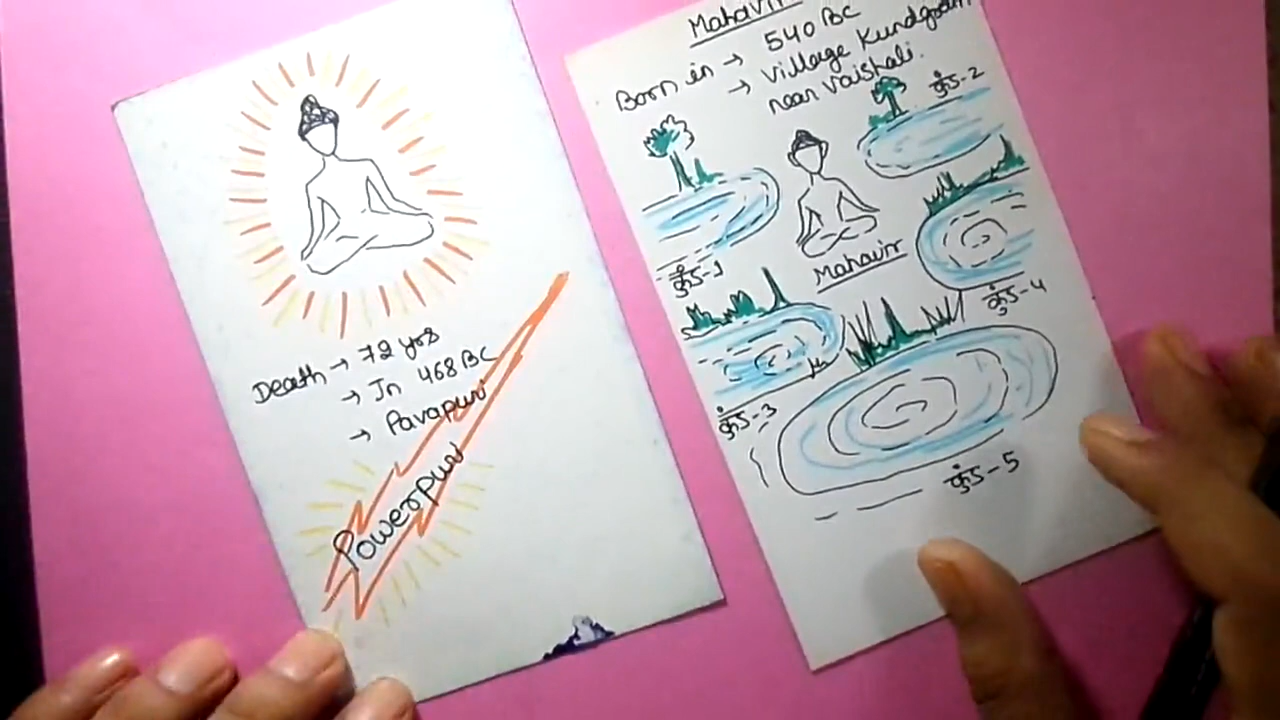 Death → 72 yrs
→ In 468 BC
→ Pavapuri
Powerpuri
Mahavir
Born in → 540 BC
→ Village Kundgram
near Vaishali.
कुंड-2
Mahavir
कुंड-1
कुंड-4
कुंड-3
कुंड-5